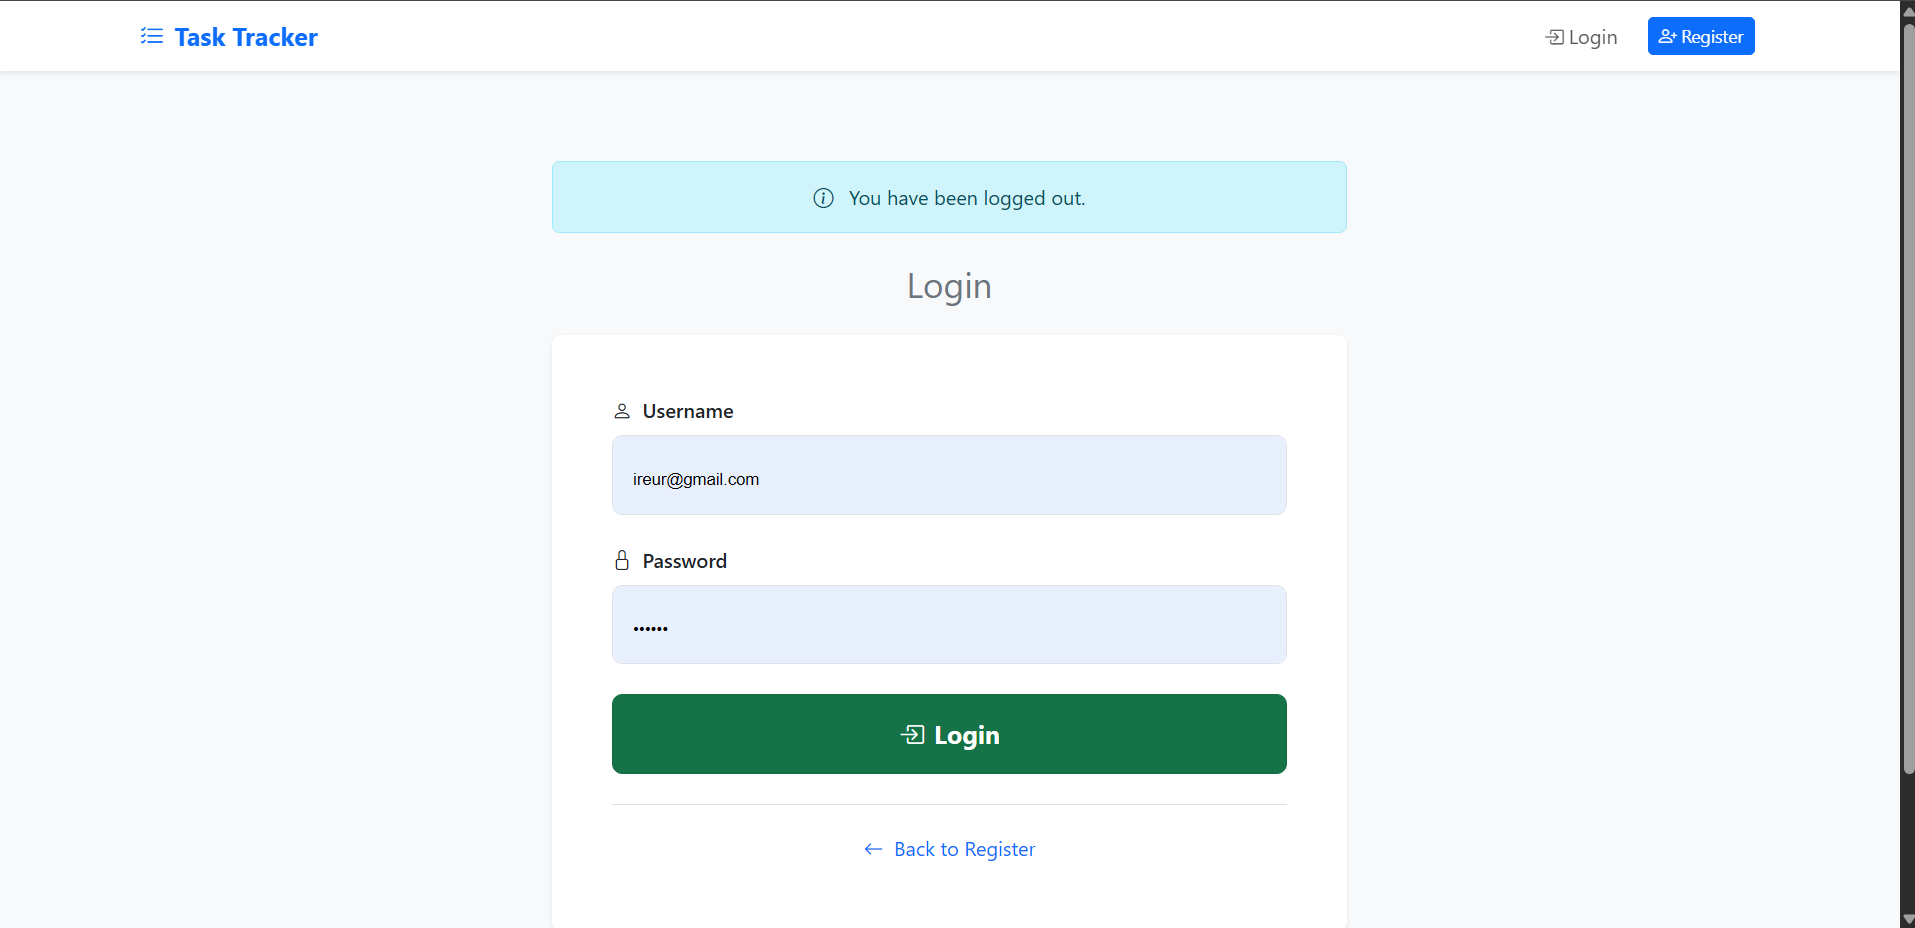 Task Tracker
Login
Register
You have been logged out.
Login
Username
ireur@gmail.com
Password
••••••
Login
Back to Register